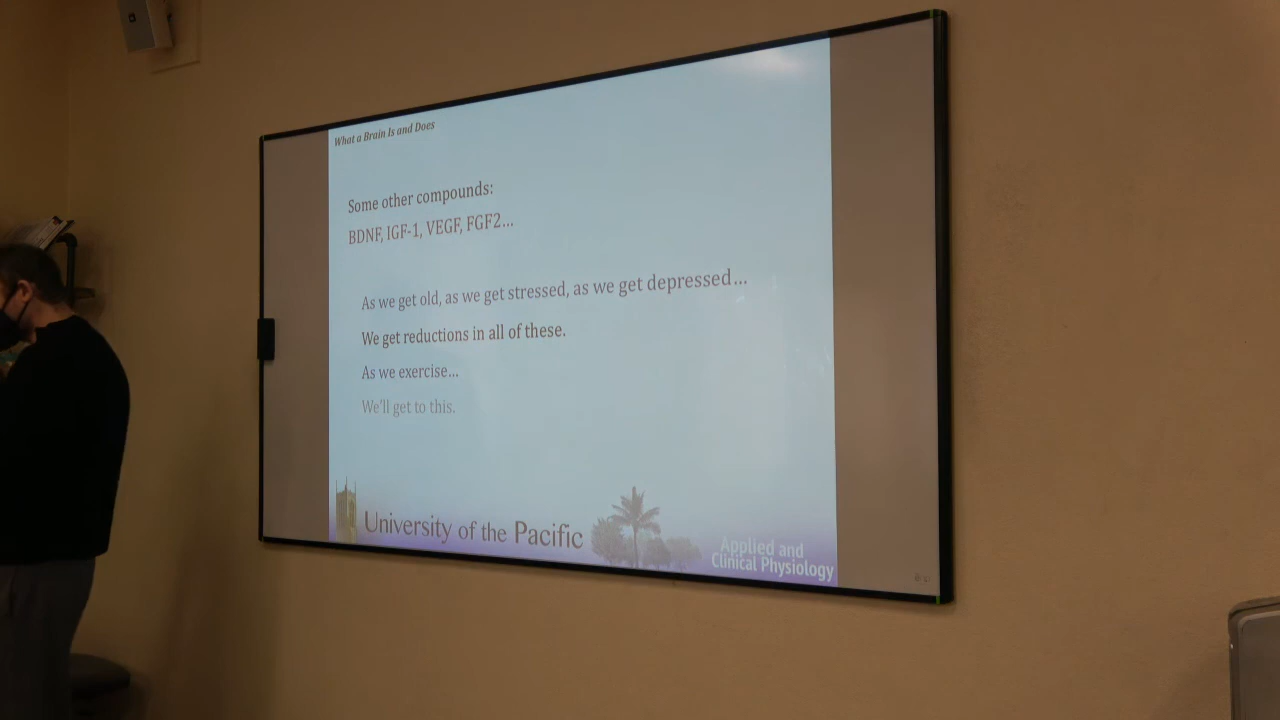 What a Brain Is and Does
Some other compounds:
BDNF, IGF-1, VEGF, FGF2...
As we get old, as we get stressed, as we get depressed...
We get reductions in all of these.
As we exercise...
We'll get to this.
University of the Pacific
Applied and
Clinical Physiology